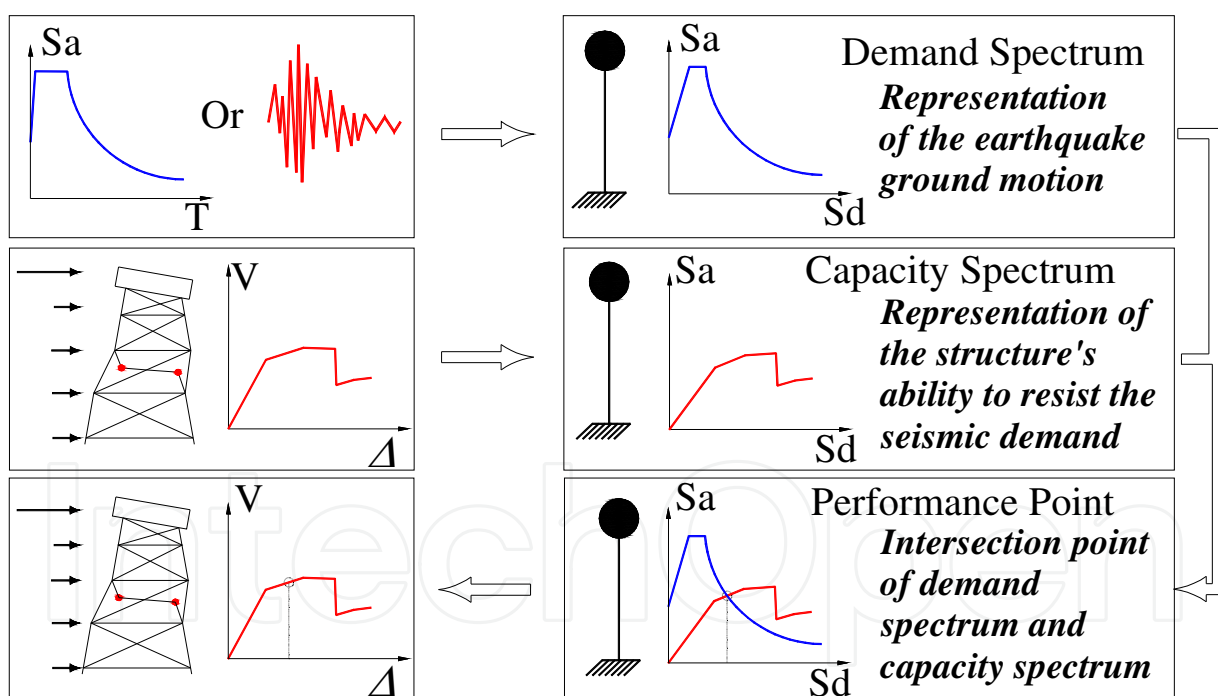 Sa
Or
T
Sa
Demand Spectrum
Representation
of the earthquake
ground motion
Sd
V
Δ
Sa
Capacity Spectrum
Representation of
the structure's
ability to resist the
seismic demand
Sd
V
Δ
Sa
Performance Point
Intersection point
of demand
spectrum and
capacity spectrum
Sd
IntechOpen